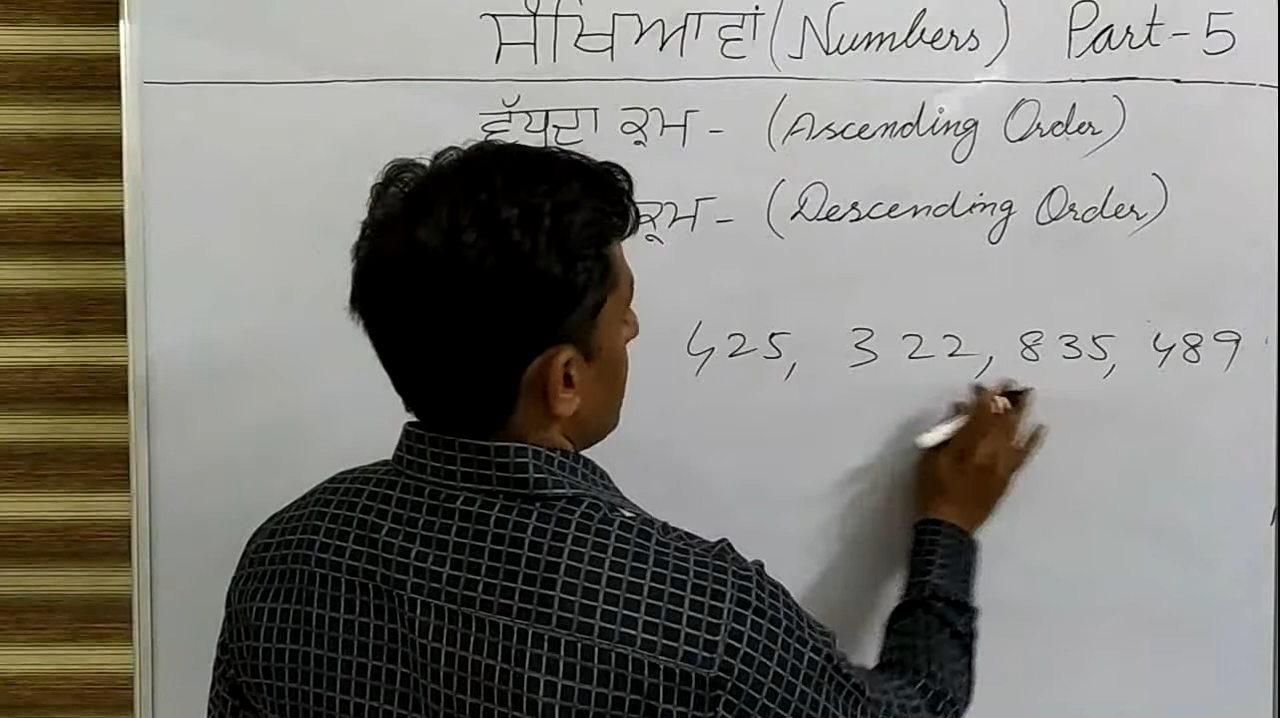 ਸੰਖਿਆਵਾਂ (Numbers) Part-5
ਵੱਧਦਾ ਕ੍ਰਮ - (Ascending Order)
ਕ੍ਰਮ - (Descending Order)
425, 322, 835, 489